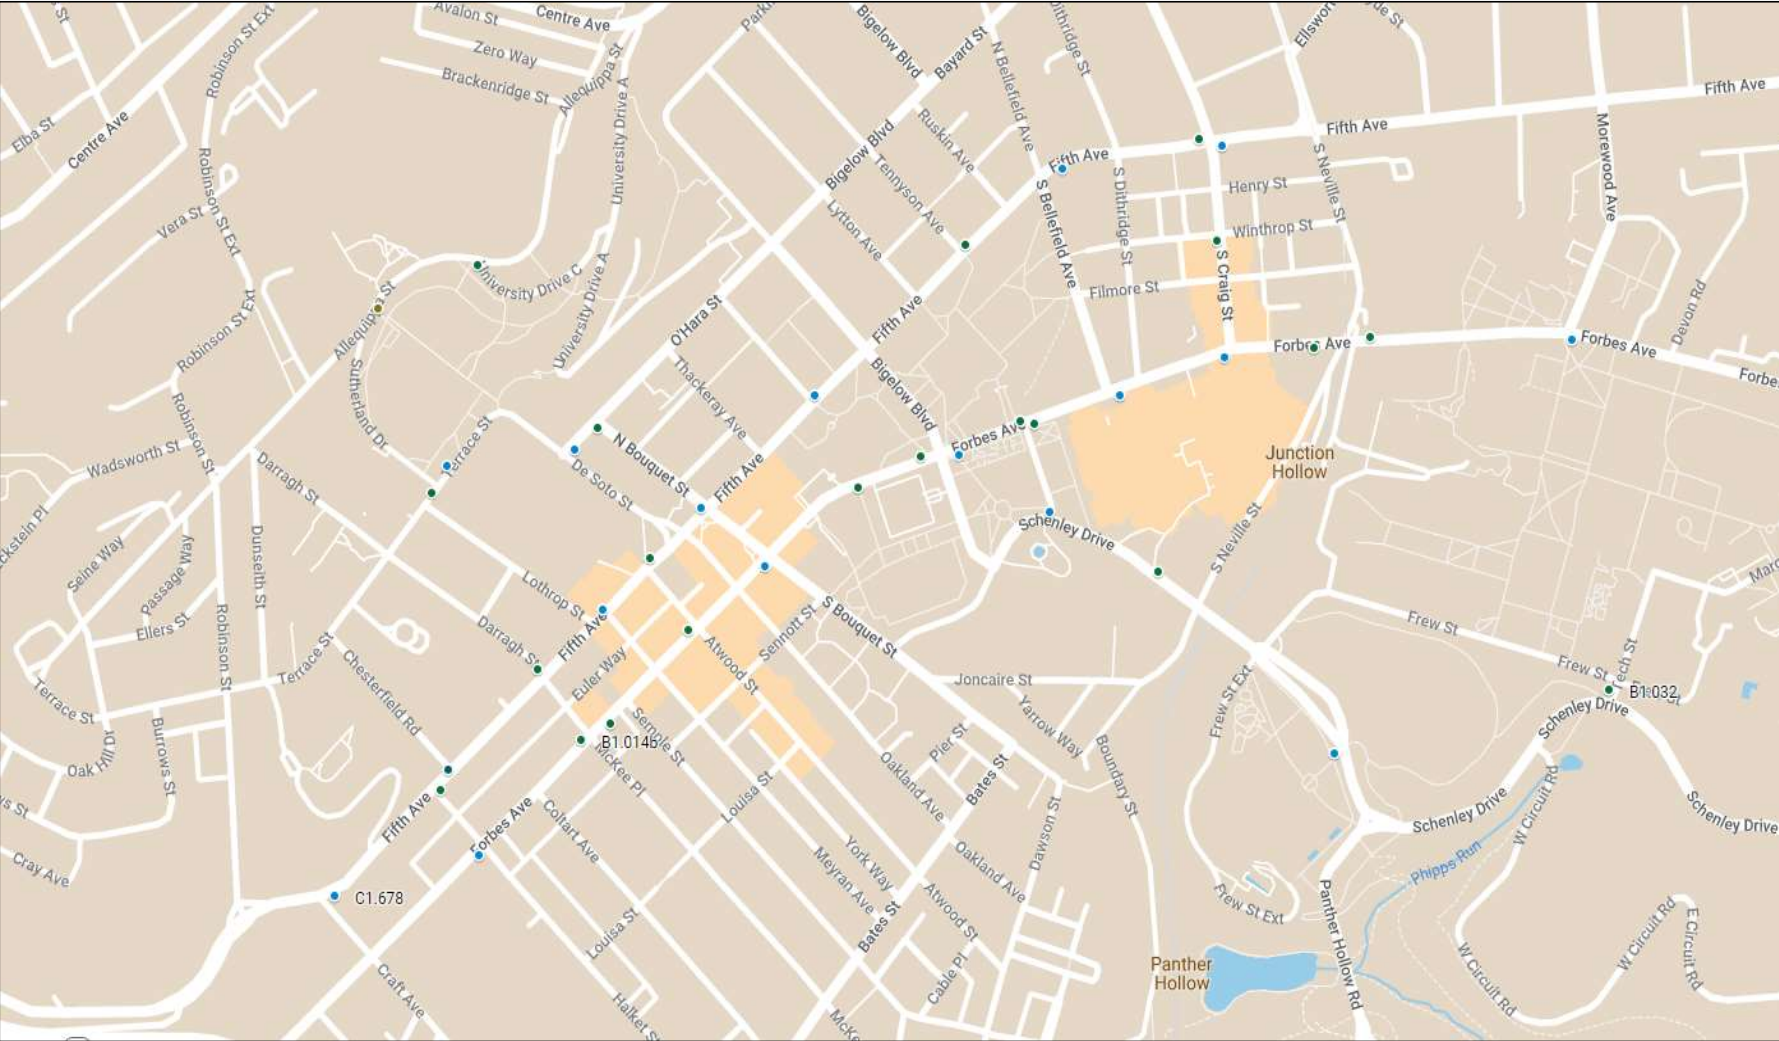 Avalon St
Centre Ave
Bigelow Blvd
Bayard St
Zero Way
Brackenridge St
Allequippa St
Robinson St Ext
University Drive A
N Bellefield Ave
Fifth Ave
Elba St
Centre Ave
Robinson St Ext
Bigelow Blvd
Ruskin Ave
Tennyson Ave
Fifth Ave
Fifth Ave
S Neville St
Morewood Ave
Henry St
S Dithridge St
S Bellefield Ave
Vera St
Lytton Ave
Winthrop St
University Drive C
University Drive A
S Craig St
Filmore St
Robinson St Ext
O'Hara St
Fifth Ave
Devon Rd
Allequippa St
Forbes Ave
Forbes Ave
Sutherland Dr
Thackeray Ave
Bigelow Blvd
Robinson St
Terrace St
N Bouquet St
Forbes Ave
Wadsworth St
Darragh St
De Soto St
Fifth Ave
Junction
Hollow
Schenley Drive
S Neville St
Seine Way
Passage Way
Dunseith St
Lothrop St
Ellers St
Robinson St
Darragh St
Fifth Ave
Sennott St
S Bouquet St
Frew St
Terrace St
Chesterfield Rd
Euler Way
Atwood St
Joncaire St
Frew St
Tech St
B1.032
Frew St Ext
Schenley Drive
Terrace St
Burrows St
Oak Hill Dr
Semple St
B1.0146
McKee Pl
Yarrow Way
Pier St
Boundary St
Oakland Ave
Bates St
Louisa St
Fifth Ave
Forbes Ave
Coltart Ave
W Circuit Rd
Schenley Drive
Schenley Drive
Cray Ave
York Way
Meyran Ave
Dawson St
Oakland Ave
Phipps Run
C1.678
Louisa St
Bates St
Atwood St
Frew St Ext
Panther Hollow Rd
W Circuit Rd
E Circuit Rd
Craft Ave
Halket St
Cable Pl
Panther
Hollow
W Circuit Rd